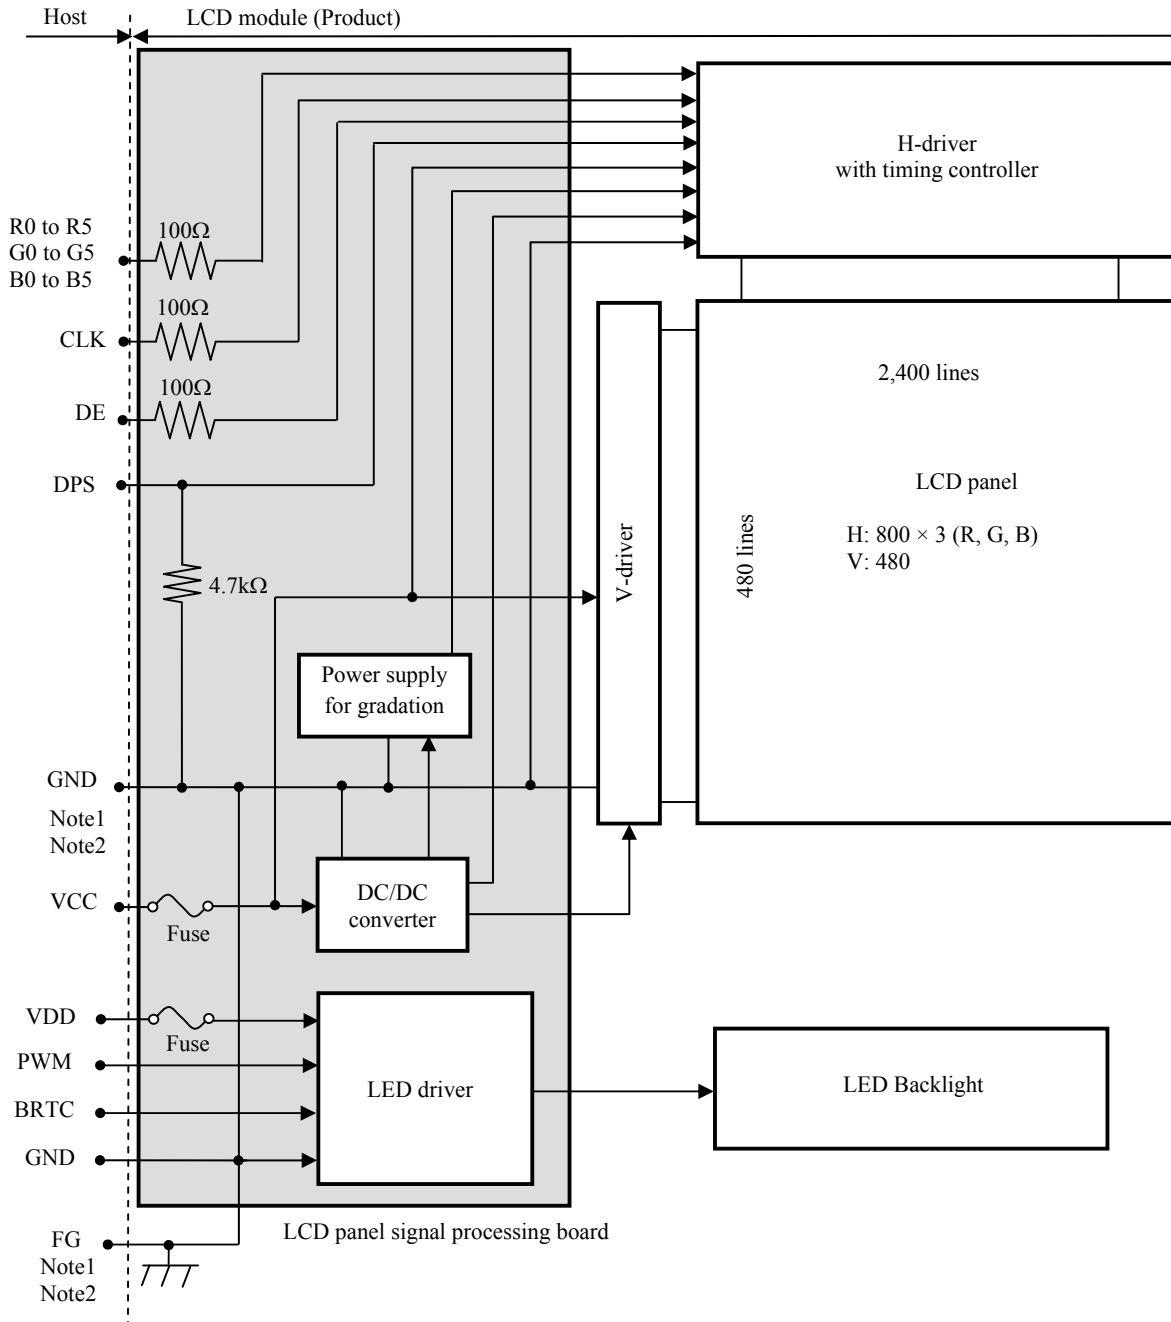 Host
LCD module (Product)
H-driver
with timing controller
R0 to R5
G0 to G5
B0 to B5
100Ω
CLK
100Ω
DE
100Ω
DPS
4.7kΩ
2,400 lines
LCD panel
H: 800 × 3 (R, G, B)
V: 480
480 lines
V-driver
Power supply
for gradation
GND
Note1
Note2
VCC
Fuse
DC/DC
converter
VDD
Fuse
PWM
BRTC
GND
LED driver
LED Backlight
LCD panel signal processing board
FG
Note1
Note2